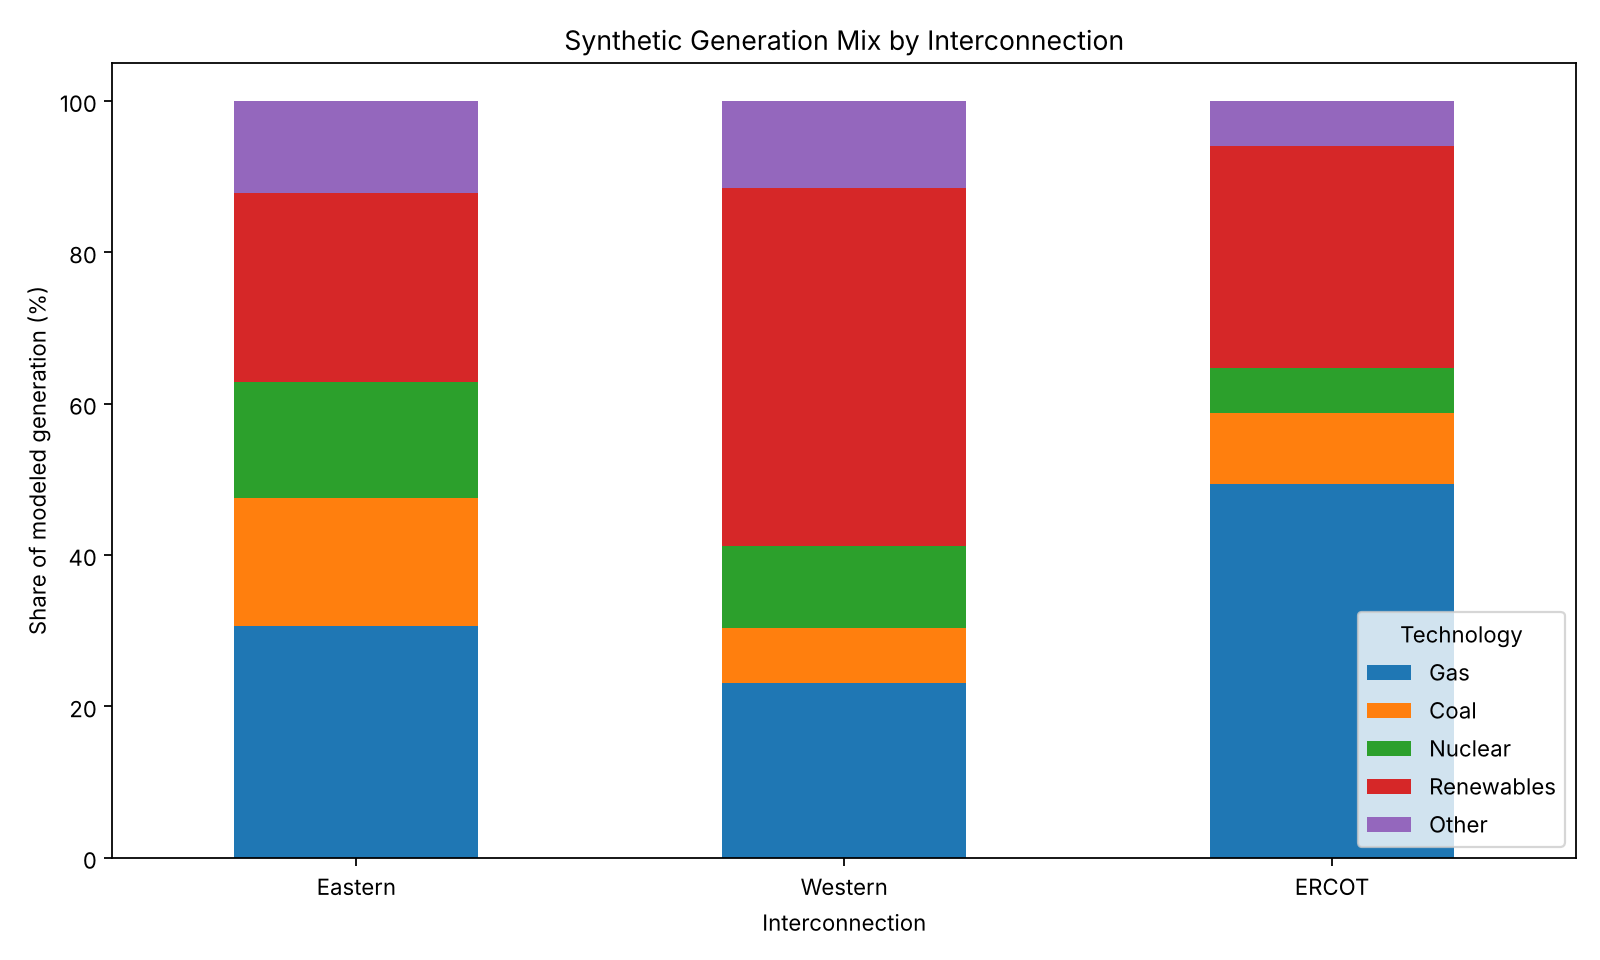 Synthetic Generation Mix by Interconnection
Share of modeled generation (%)
100
80
60
40
20
0
Eastern
Western
ERCOT
Interconnection
Technology
Gas
Coal
Nuclear
Renewables
Other